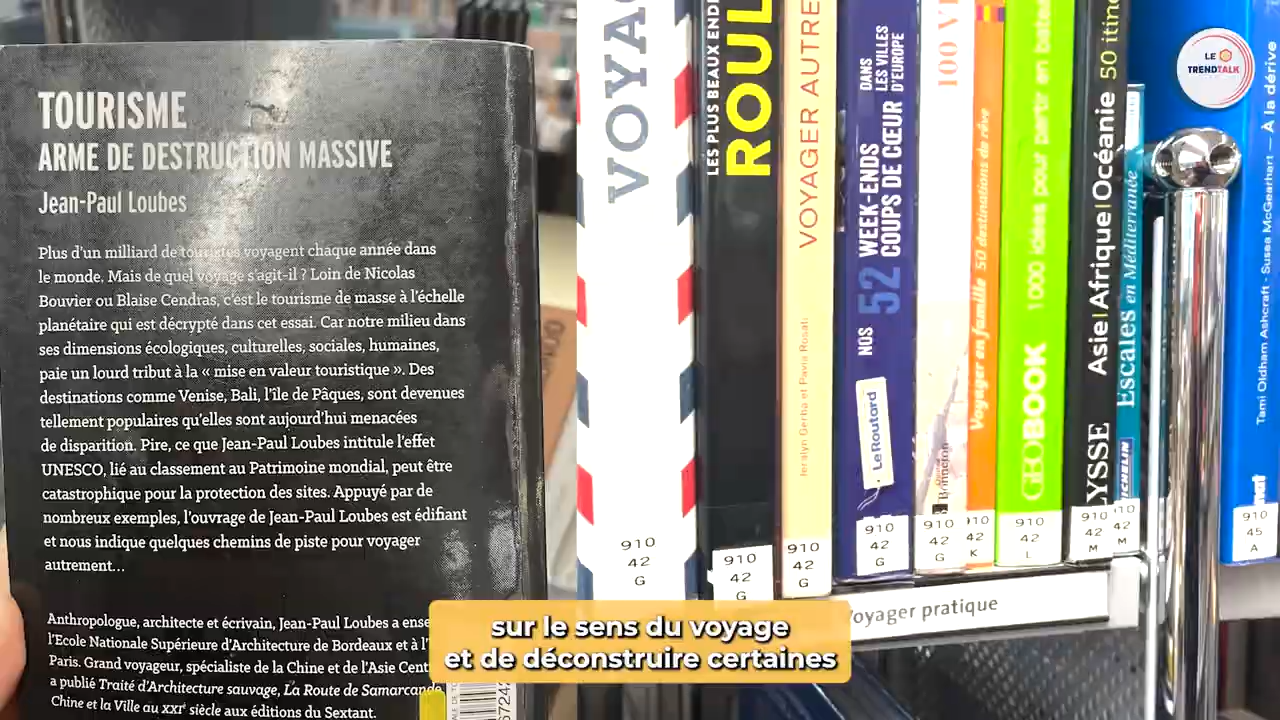 TOURISME
ARME DE DESTRUCTION MASSIVE
Jean-Paul Loubes
Plus d'un milliard de touristes voyagent chaque année dans
le monde. Mais de quel voyage s'agit-il ? Loin de Nicolas
Bouvier ou Blaise Cendras, c'est le tourisme de masse à l'échelle
planétaire qui est décrypté dans cet essai. Car notre milieu dans
ses dimensions écologiques, culturelles, sociales, humaines,
paie un lourd tribut à la « mise en valeur touristique ». Des
destinations comme Venise, Bali, l'île de Pâques, sont devenues
tellement populaires qu'elles sont aujourd'hui menacées
de disparition. Pire, ce que Jean-Paul Loubes intitule l'effet
UNESCO, lié au classement au Patrimoine mondial, peut être
catastrophique pour la protection des sites. Appuyé par de
nombreux exemples, l'ouvrage de Jean-Paul Loubes est édifiant
et nous indique quelques chemins de piste pour voyager
autrement...
Anthropologue, architecte et écrivain, Jean-Paul Loubes a ense
l'Ecole Nationale Supérieure d'Architecture de Bordeaux et à l'
Paris. Grand voyageur, spécialiste de la Chine et de l'Asie Cent
a publié Traité d'Architecture sauvage, La Route de Samarcande
Chine et la Ville au XXIe siècle aux éditions du Sextant.
VOYAG
910
42
G
LES PLUS BEAUX END
ROUL
910
42
G
VOYAGER AUTRE
Jeralyn Gerba et Pavia Rosati
910
42
G
NOS 52 WEEK-ENDS
COUPS DE CŒUR
DANS
LES VILLES
D'EUROPE
Le Routard
910
42
G
100 V
Bonneton
910
42
G
Voyager en famille 50 destinations de rêve
910
42
K
GEOBOOK 1000 idées pour partir en bateau
910
42
L
LYSSE Asie|Afrique|Océanie 50 itin
910
42
M
Escales en Méditerranée
MICHELIN
910
42
M
Tami Oldham Ashcraft - Susea McGearhart — À la dérive
910
45
A
LE
TRENDTALK
Voyager pratique
sur le sens du voyage
et de déconstruire certaines